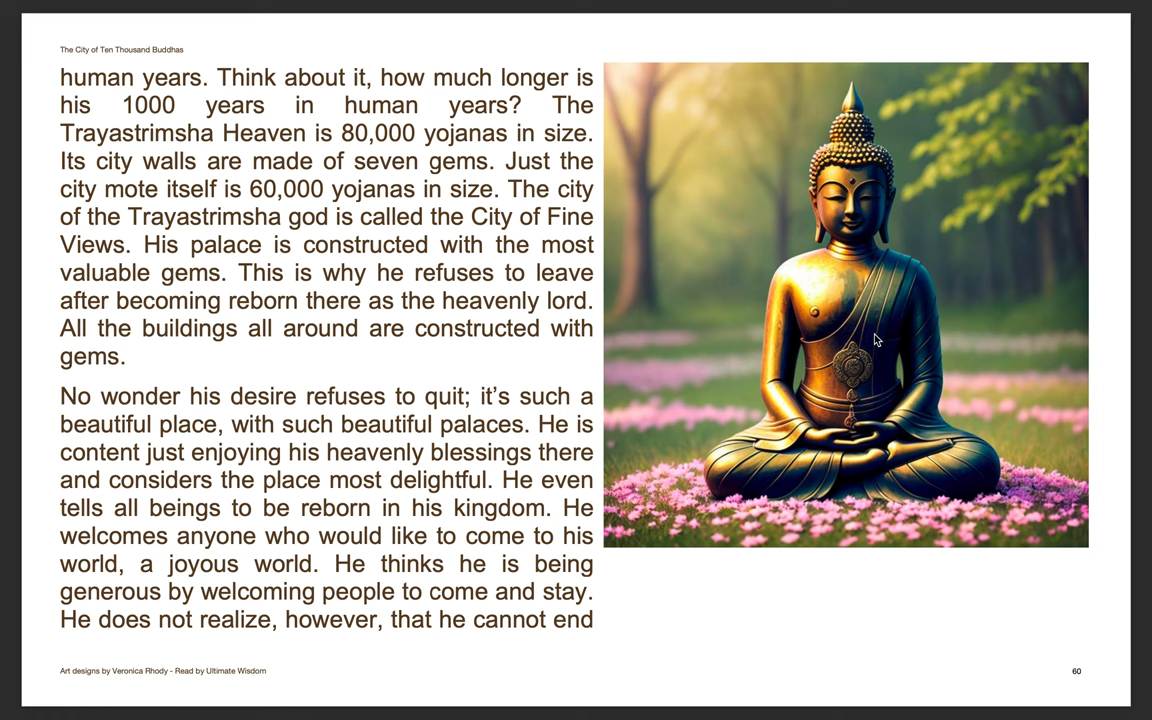 The City of Ten Thousand Buddhas
human years. Think about it, how much longer is
his 1000 years in human years? The
Trayastrimsha Heaven is 80,000 yojanas in size.
Its city walls are made of seven gems. Just the
city mote itself is 60,000 yojanas in size. The city
of the Trayastrimsha god is called the City of Fine
Views. His palace is constructed with the most
valuable gems. This is why he refuses to leave
after becoming reborn there as the heavenly lord.
All the buildings all around are constructed with
gems.
No wonder his desire refuses to quit; it’s such a
beautiful place, with such beautiful palaces. He is
content just enjoying his heavenly blessings there
and considers the place most delightful. He even
tells all beings to be reborn in his kingdom. He
welcomes anyone who would like to come to his
world, a joyous world. He thinks he is being
generous by welcoming people to come and stay.
He does not realize, however, that he cannot end
Art designs by Veronica Rhody - Read by Ultimate Wisdom
60